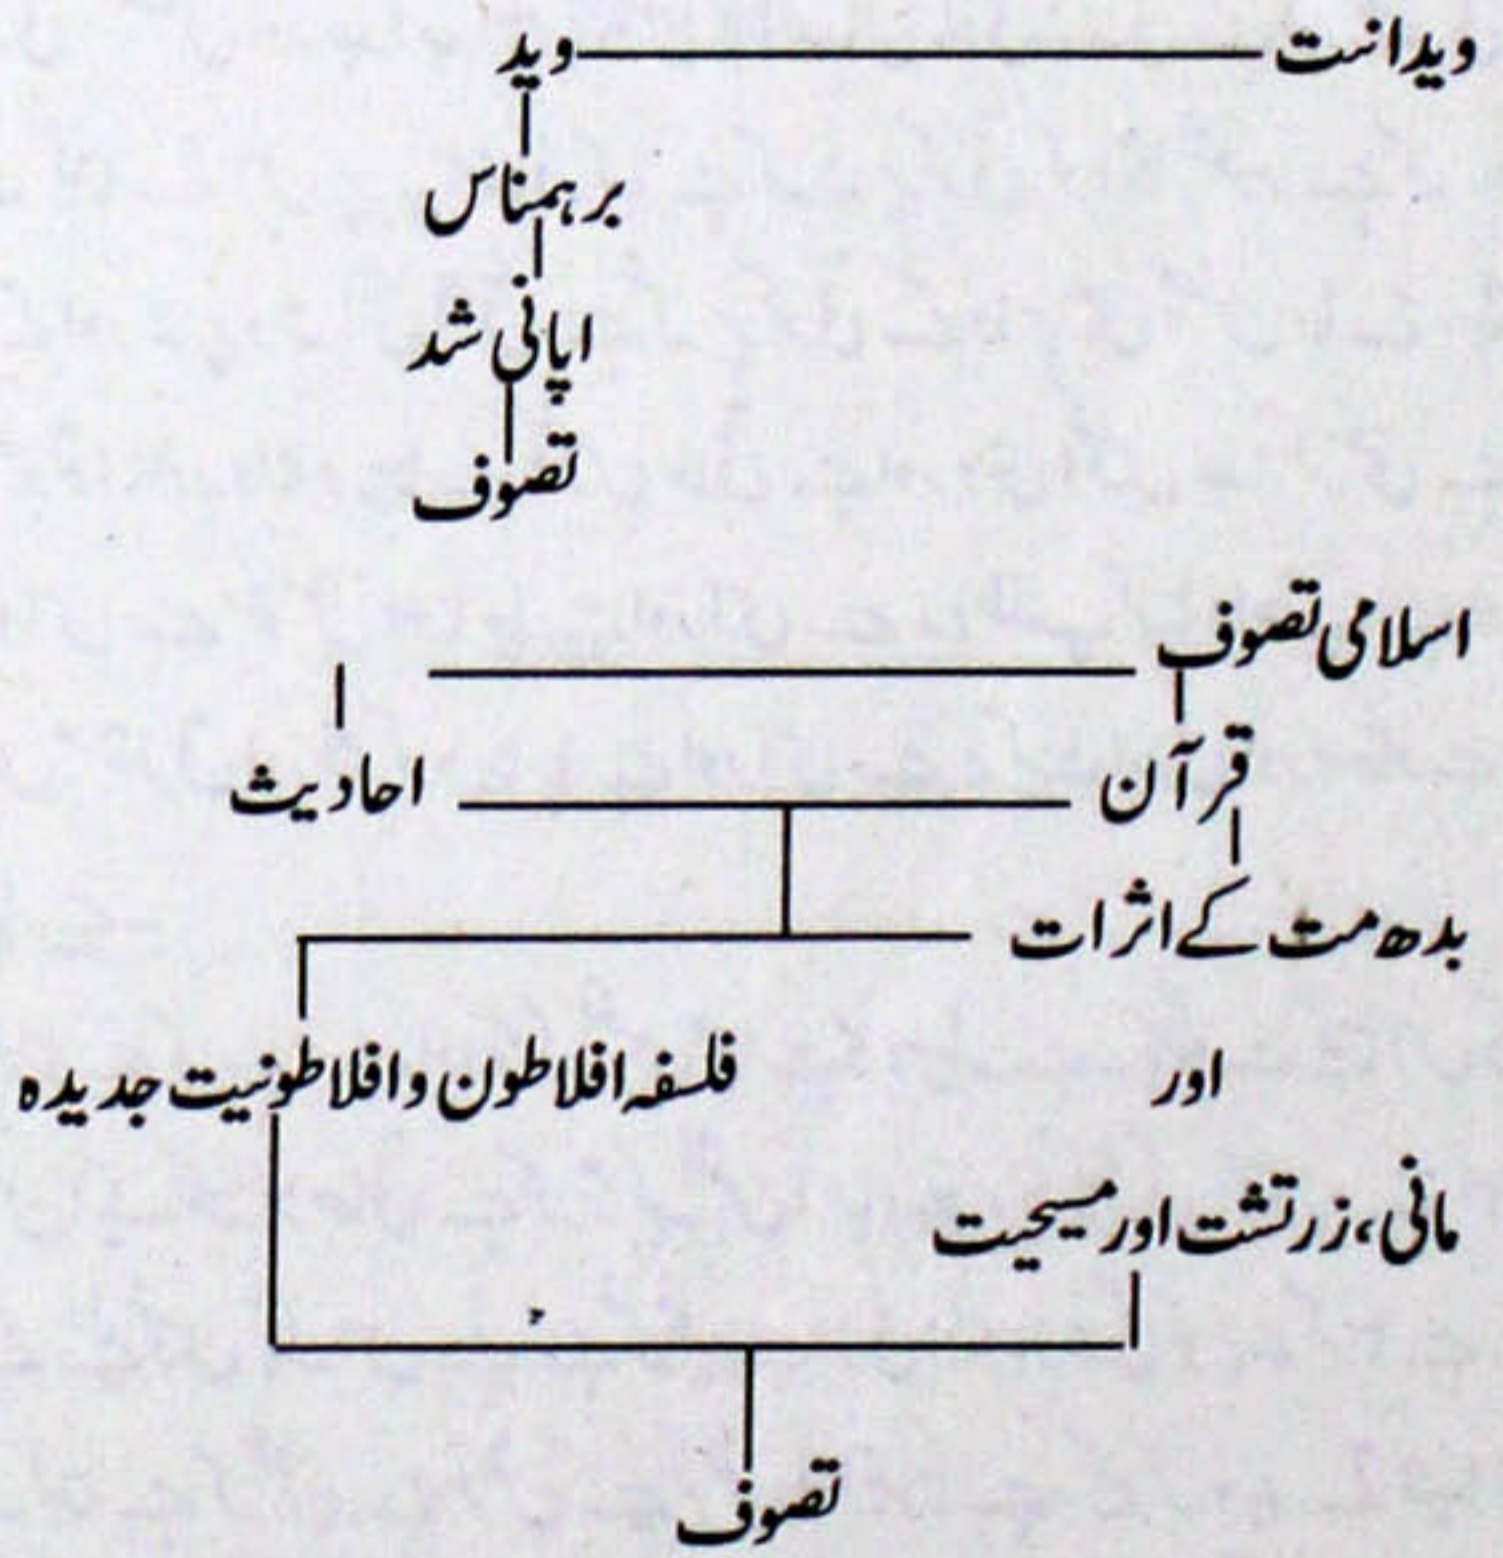 ویدانت وید
برہمناس
اپانی شد
تصوف
اسلامی تصوف
قرآن احادیث
بدھ مت کے اثرات
اور فلسفہ افلاطون و افلاطونیت جدیدہ
مانی، زرتشت اور مسیحیت
تصوف